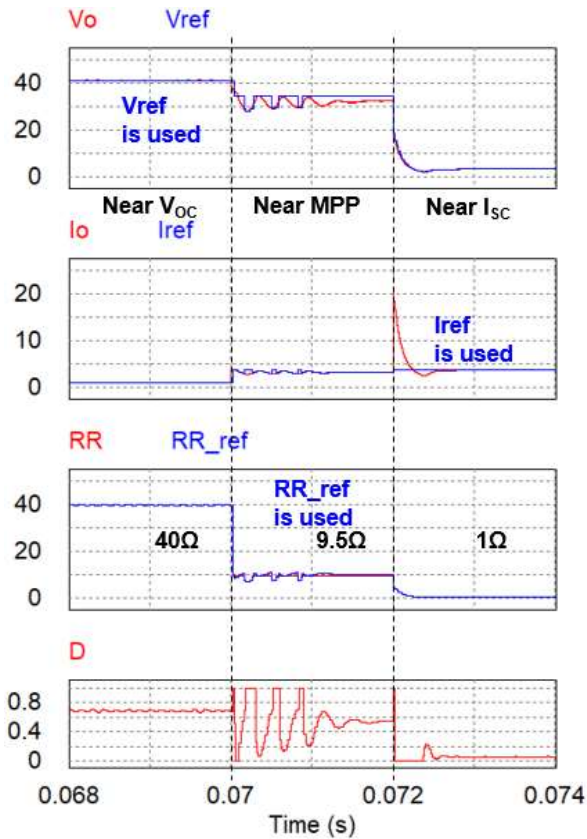 Vo Vref
40
20
0
Vref
is used
Near VOC Near MPP Near ISC
Io Iref
20
15
10
5
0
Iref
is used
RR RR_ref
40
20
0
RR_ref
is used
40Ω 9.5Ω 1Ω
D
0.8
0.4
0
0.068 0.07 0.072 0.074
Time (s)